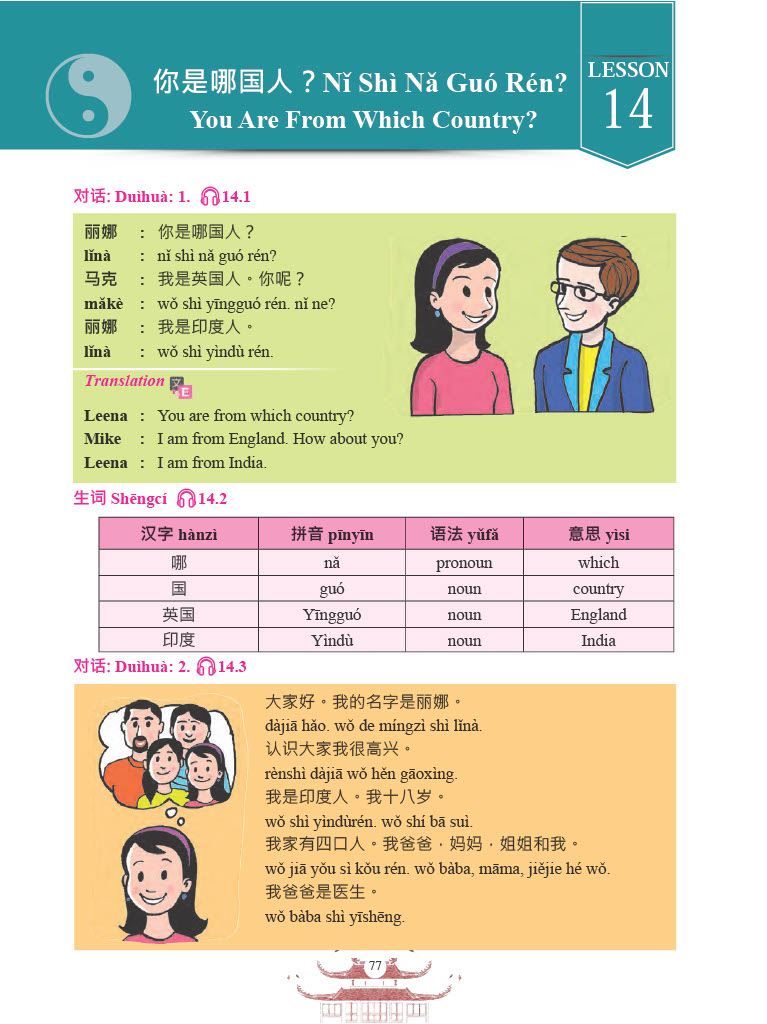 你是哪国人？Nǐ Shì Nǎ Guó Rén?
You Are From Which Country?
LESSON
14
对话: Duìhuà: 1. 14.1
丽娜 : 你是哪国人？
lǐnà : nǐ shì nǎ guó rén?
马克 : 我是英国人。你呢？
mǎkè : wǒ shì yīngguó rén. nǐ ne?
丽娜 : 我是印度人。
lǐnà : wǒ shì yìndù rén.
Translation 文 E
Leena : You are from which country?
Mike : I am from England. How about you?
Leena : I am from India.
生词 Shēngcí 14.2
汉字 hànzì 拼音 pīnyīn 语法 yǔfǎ 意思 yìsi
哪 nǎ pronoun which
国 guó noun country
英国 Yīngguó noun England
印度 Yìndù noun India
对话: Duìhuà: 2. 14.3
大家好。我的名字是丽娜。
dàjiā hǎo. wǒ de míngzì shì lǐnà.
认识大家我很高兴。
rènshì dàjiā wǒ hěn gāoxìng.
我是印度人。我十八岁。
wǒ shì yìndùrén. wǒ shí bā suì.
我家有四口人。我爸爸，妈妈，姐姐和我。
wǒ jiā yǒu sì kǒu rén. wǒ bàba, māma, jiějie hé wǒ.
我爸爸是医生。
wǒ bàba shì yīshēng.
77